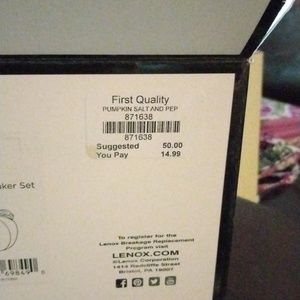 First Quality
PUMPKIN SALT AND PEP
871638
871638
Suggested 50.00
You Pay 14.99
aker Set
To register for the
Lenox Breakage Replacement
Program visit
LENOX.COM
©Lenox Corporation
1414 Radcliffe Street
Bristol, PA 19007